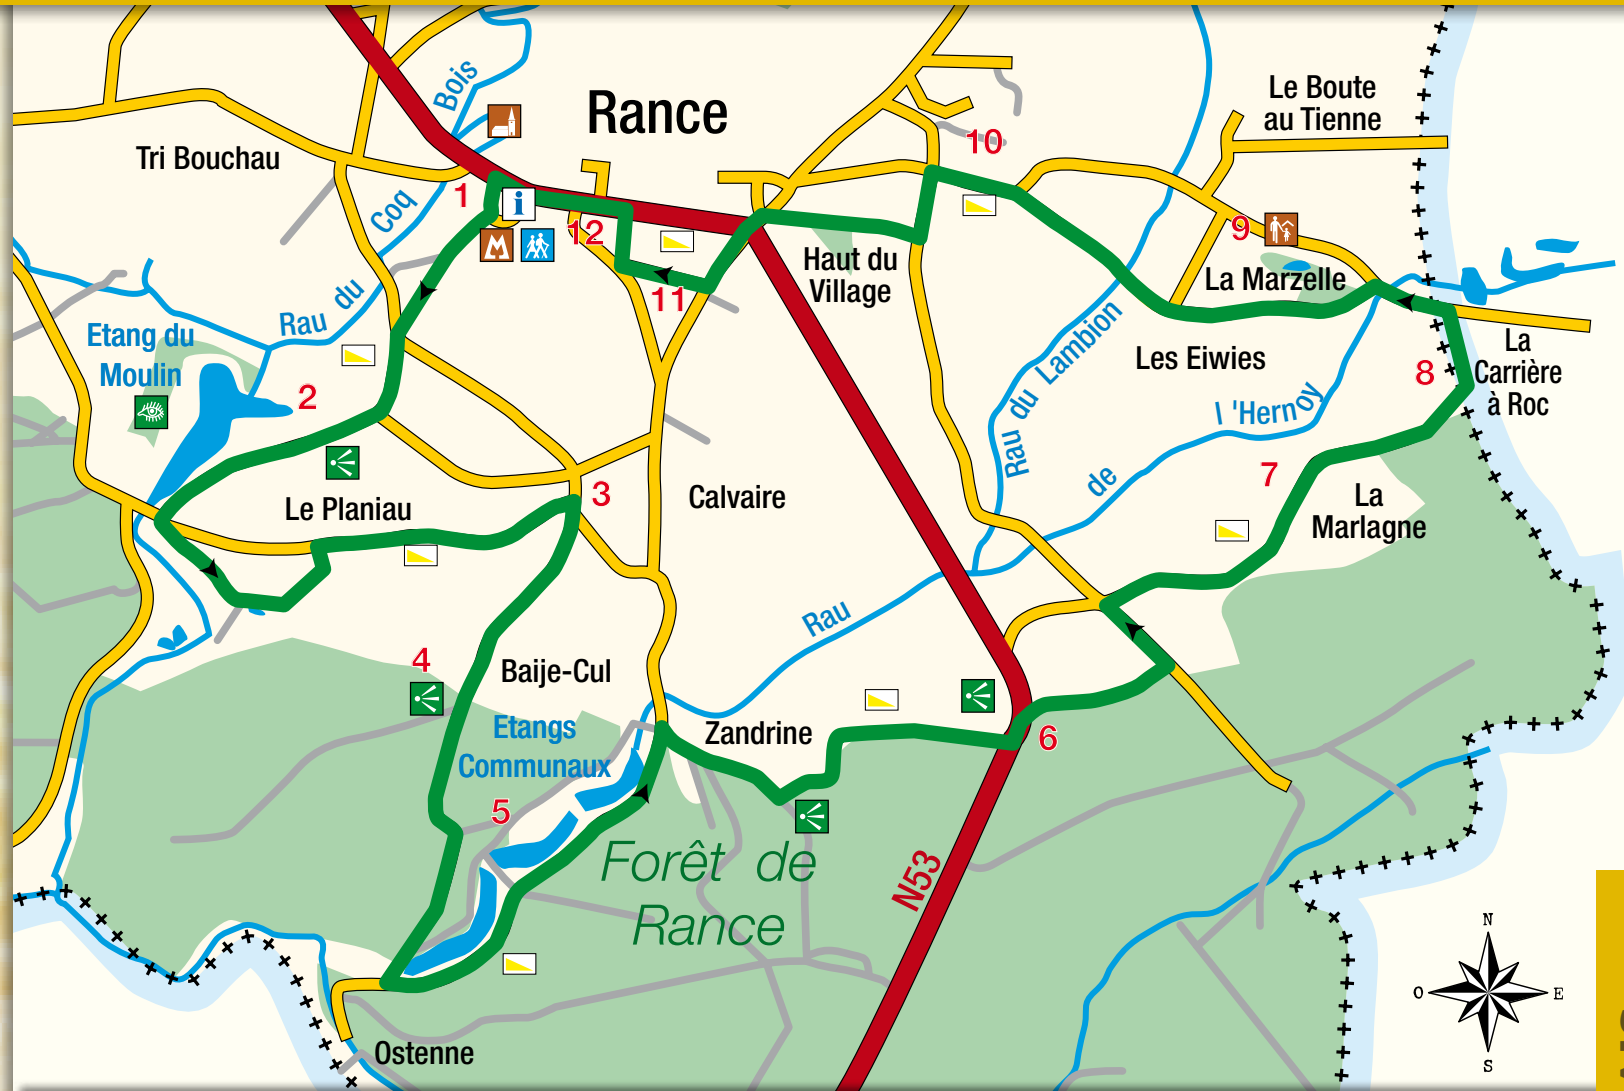 Bois
Rance
Le Boute
au Tienne
10
Tri Bouchau
1
i
Coq
12
9
M
Haut du
Village
La Marzelle
11
Rau du
Etang du
Moulin
2
Rau du Lambion
Les Eiwies
8
La
Carrière
à Roc
l 'Hernoy
de
Rau
7
La
Marlagne
3
Calvaire
Le Planiau
4
Baije-Cul
Etangs
Communaux
Zandrine
6
5
Forêt de
Rance
N53
Ostenne
N
O
E
S